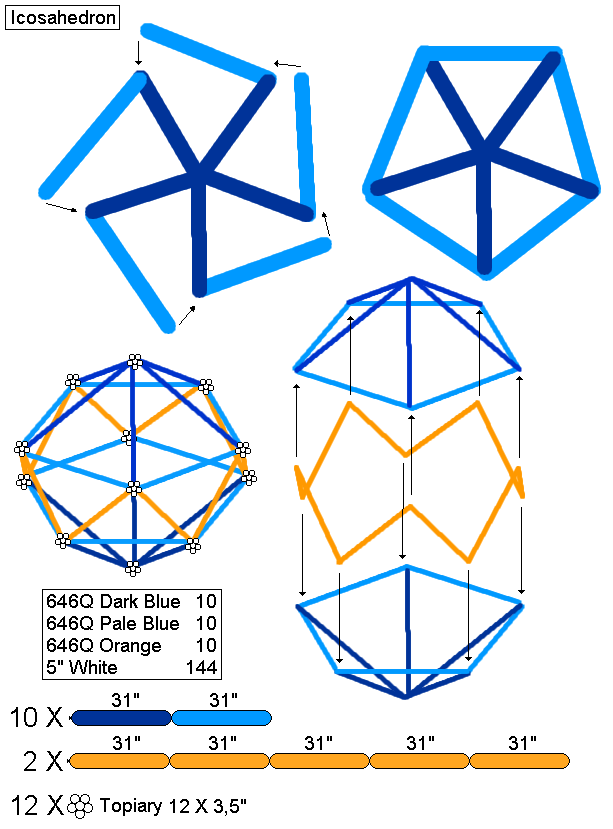 Icosahedron
646Q Dark Blue 10
646Q Pale Blue 10
646Q Orange 10
5" White 144
31" 31"
10 X
31" 31" 31" 31" 31"
2 X
12 X Topiary 12 X 3,5"